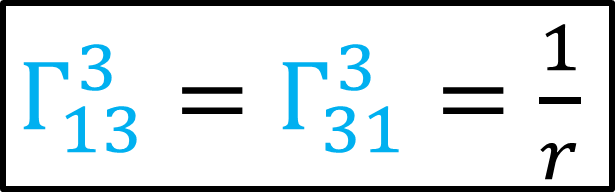 Γ³₁₃ = Γ³₃₁ = 1/r